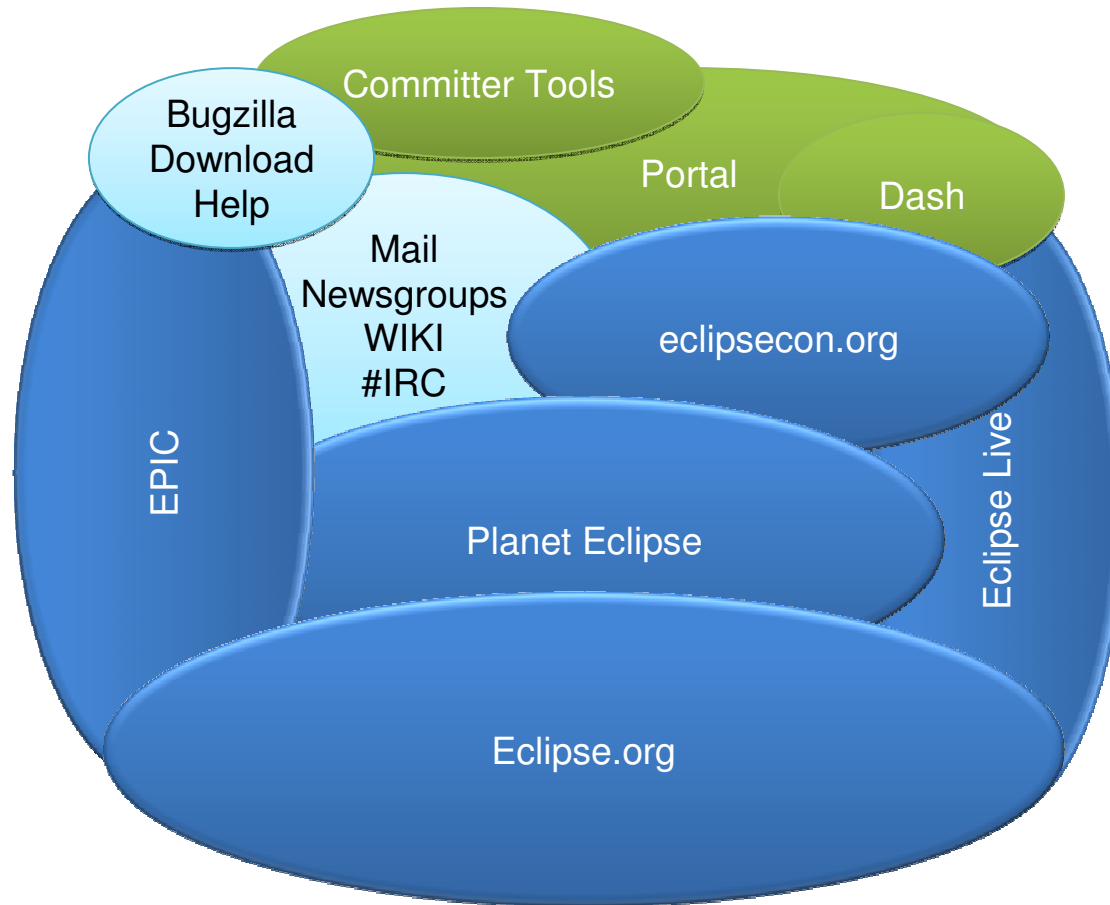 Committer Tools
Bugzilla
Download
Help
Portal
Dash
Mail
Newsgroups
WIKI
#IRC
eclipsecon.org
EPIC
Eclipse Live
Planet Eclipse
Eclipse.org